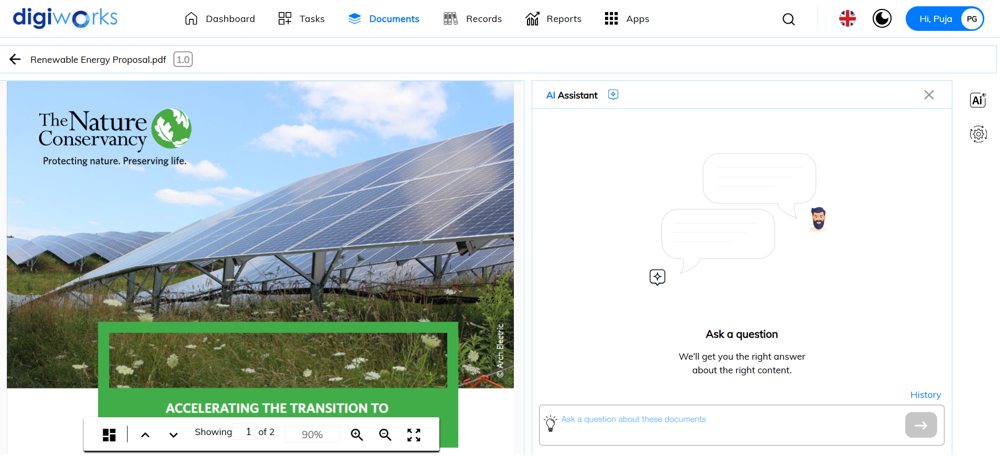 digiworks
Dashboard
Tasks
Documents
Records
Reports
Apps
Hi, Puja
PG
Renewable Energy Proposal.pdf
1.0
The Nature
Conservancy
Protecting nature. Preserving life.
© Arch Electric
ACCELERATING THE TRANSITION TO
Showing 1 of 2
90%
AI Assistant
Ai
Ask a question
We'll get you the right answer
about the right content.
History
Ask a question about these documents